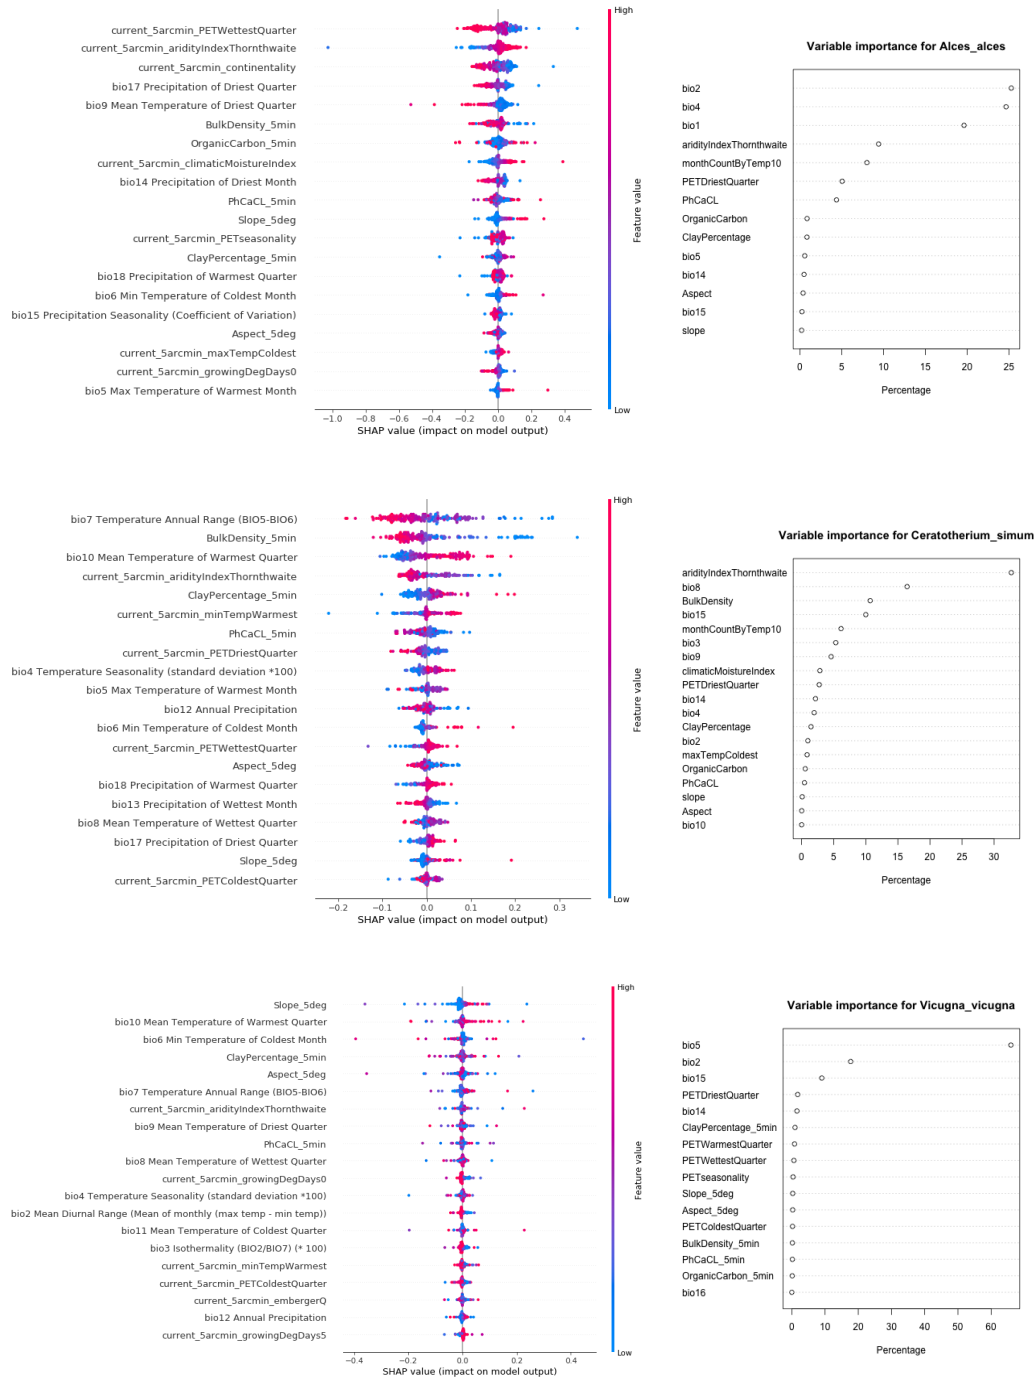 current_5arcmin_PETWettestQuarter
current_5arcmin_aridityIndexThornthwaite
current_5arcmin_continentality
bio17 Precipitation of Driest Quarter
bio9 Mean Temperature of Driest Quarter
BulkDensity_5min
OrganicCarbon_5min
current_5arcmin_climaticMoistureIndex
bio14 Precipitation of Driest Month
PhCaCL_5min
Slope_5deg
current_5arcmin_PETseasonality
ClayPercentage_5min
bio18 Precipitation of Warmest Quarter
bio6 Min Temperature of Coldest Month
bio15 Precipitation Seasonality (Coefficient of Variation)
Aspect_5deg
current_5arcmin_maxTempColdest
current_5arcmin_growingDegDays0
bio5 Max Temperature of Warmest Month
−1.0 −0.8 −0.6 −0.4 −0.2 0.0 0.2 0.4
SHAP value (impact on model output)
High
Feature value
Low
Variable importance for Alces_alces
bio2
bio4
bio1
aridityIndexThornthwaite
monthCountByTemp10
PETDriestQuarter
PhCaCL
OrganicCarbon
ClayPercentage
bio5
bio14
Aspect
bio15
slope
0 5 10 15 20 25
Percentage
bio7 Temperature Annual Range (BIO5-BIO6)
BulkDensity_5min
bio10 Mean Temperature of Warmest Quarter
current_5arcmin_aridityIndexThornthwaite
ClayPercentage_5min
current_5arcmin_minTempWarmest
PhCaCL_5min
current_5arcmin_PETDriestQuarter
bio4 Temperature Seasonality (standard deviation *100)
bio5 Max Temperature of Warmest Month
bio12 Annual Precipitation
bio6 Min Temperature of Coldest Month
current_5arcmin_PETWettestQuarter
Aspect_5deg
bio18 Precipitation of Warmest Quarter
bio13 Precipitation of Wettest Month
bio8 Mean Temperature of Wettest Quarter
bio17 Precipitation of Driest Quarter
Slope_5deg
current_5arcmin_PETColdestQuarter
−0.2 −0.1 0.0 0.1 0.2 0.3
SHAP value (impact on model output)
High
Feature value
Low
Variable importance for Ceratotherium_simum
aridityIndexThornthwaite
bio8
BulkDensity
bio15
monthCountByTemp10
bio3
bio9
climaticMoistureIndex
PETDriestQuarter
bio14
bio4
ClayPercentage
bio2
maxTempColdest
OrganicCarbon
PhCaCL
slope
Aspect
bio10
0 5 10 15 20 25 30
Percentage
Slope_5deg
bio10 Mean Temperature of Warmest Quarter
bio6 Min Temperature of Coldest Month
ClayPercentage_5min
Aspect_5deg
bio7 Temperature Annual Range (BIO5-BIO6)
current_5arcmin_aridityIndexThornthwaite
bio9 Mean Temperature of Driest Quarter
PhCaCL_5min
bio8 Mean Temperature of Wettest Quarter
current_5arcmin_growingDegDays0
bio4 Temperature Seasonality (standard deviation *100)
bio2 Mean Diurnal Range (Mean of monthly (max temp - min temp))
bio11 Mean Temperature of Coldest Quarter
bio3 Isothermality (BIO2/BIO7) (* 100)
current_5arcmin_minTempWarmest
current_5arcmin_PETColdestQuarter
current_5arcmin_embergerQ
bio12 Annual Precipitation
current_5arcmin_growingDegDays5
−0.4 −0.2 0.0 0.2 0.4
SHAP value (impact on model output)
High
Feature value
Low
Variable importance for Vicugna_vicugna
bio5
bio2
bio15
PETDriestQuarter
bio14
ClayPercentage_5min
PETWarmestQuarter
PETWettestQuarter
PETseasonality
Slope_5deg
Aspect_5deg
PETColdestQuarter
BulkDensity_5min
PhCaCL_5min
OrganicCarbon_5min
bio16
0 10 20 30 40 50 60
Percentage